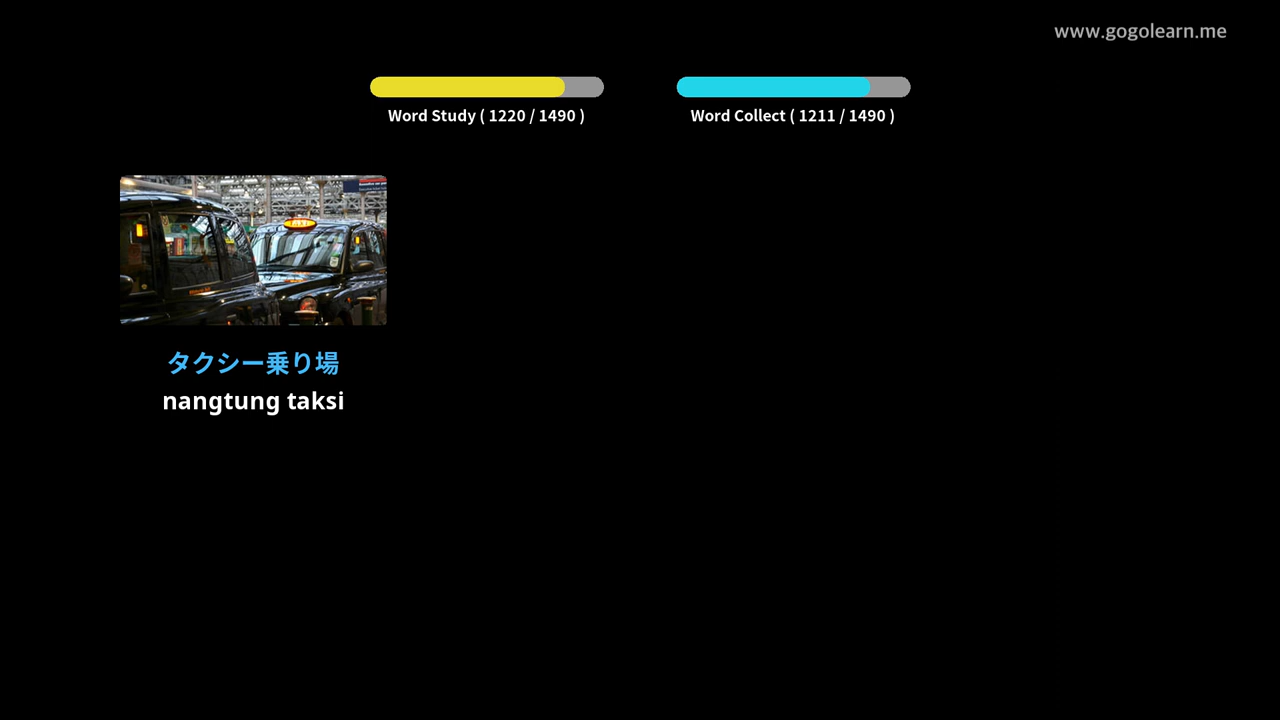 www.gogolearn.me
Word Study ( 1220 / 1490 )
Word Collect ( 1211 / 1490 )
TAXI
タクシー乗り場
nangtung taksi